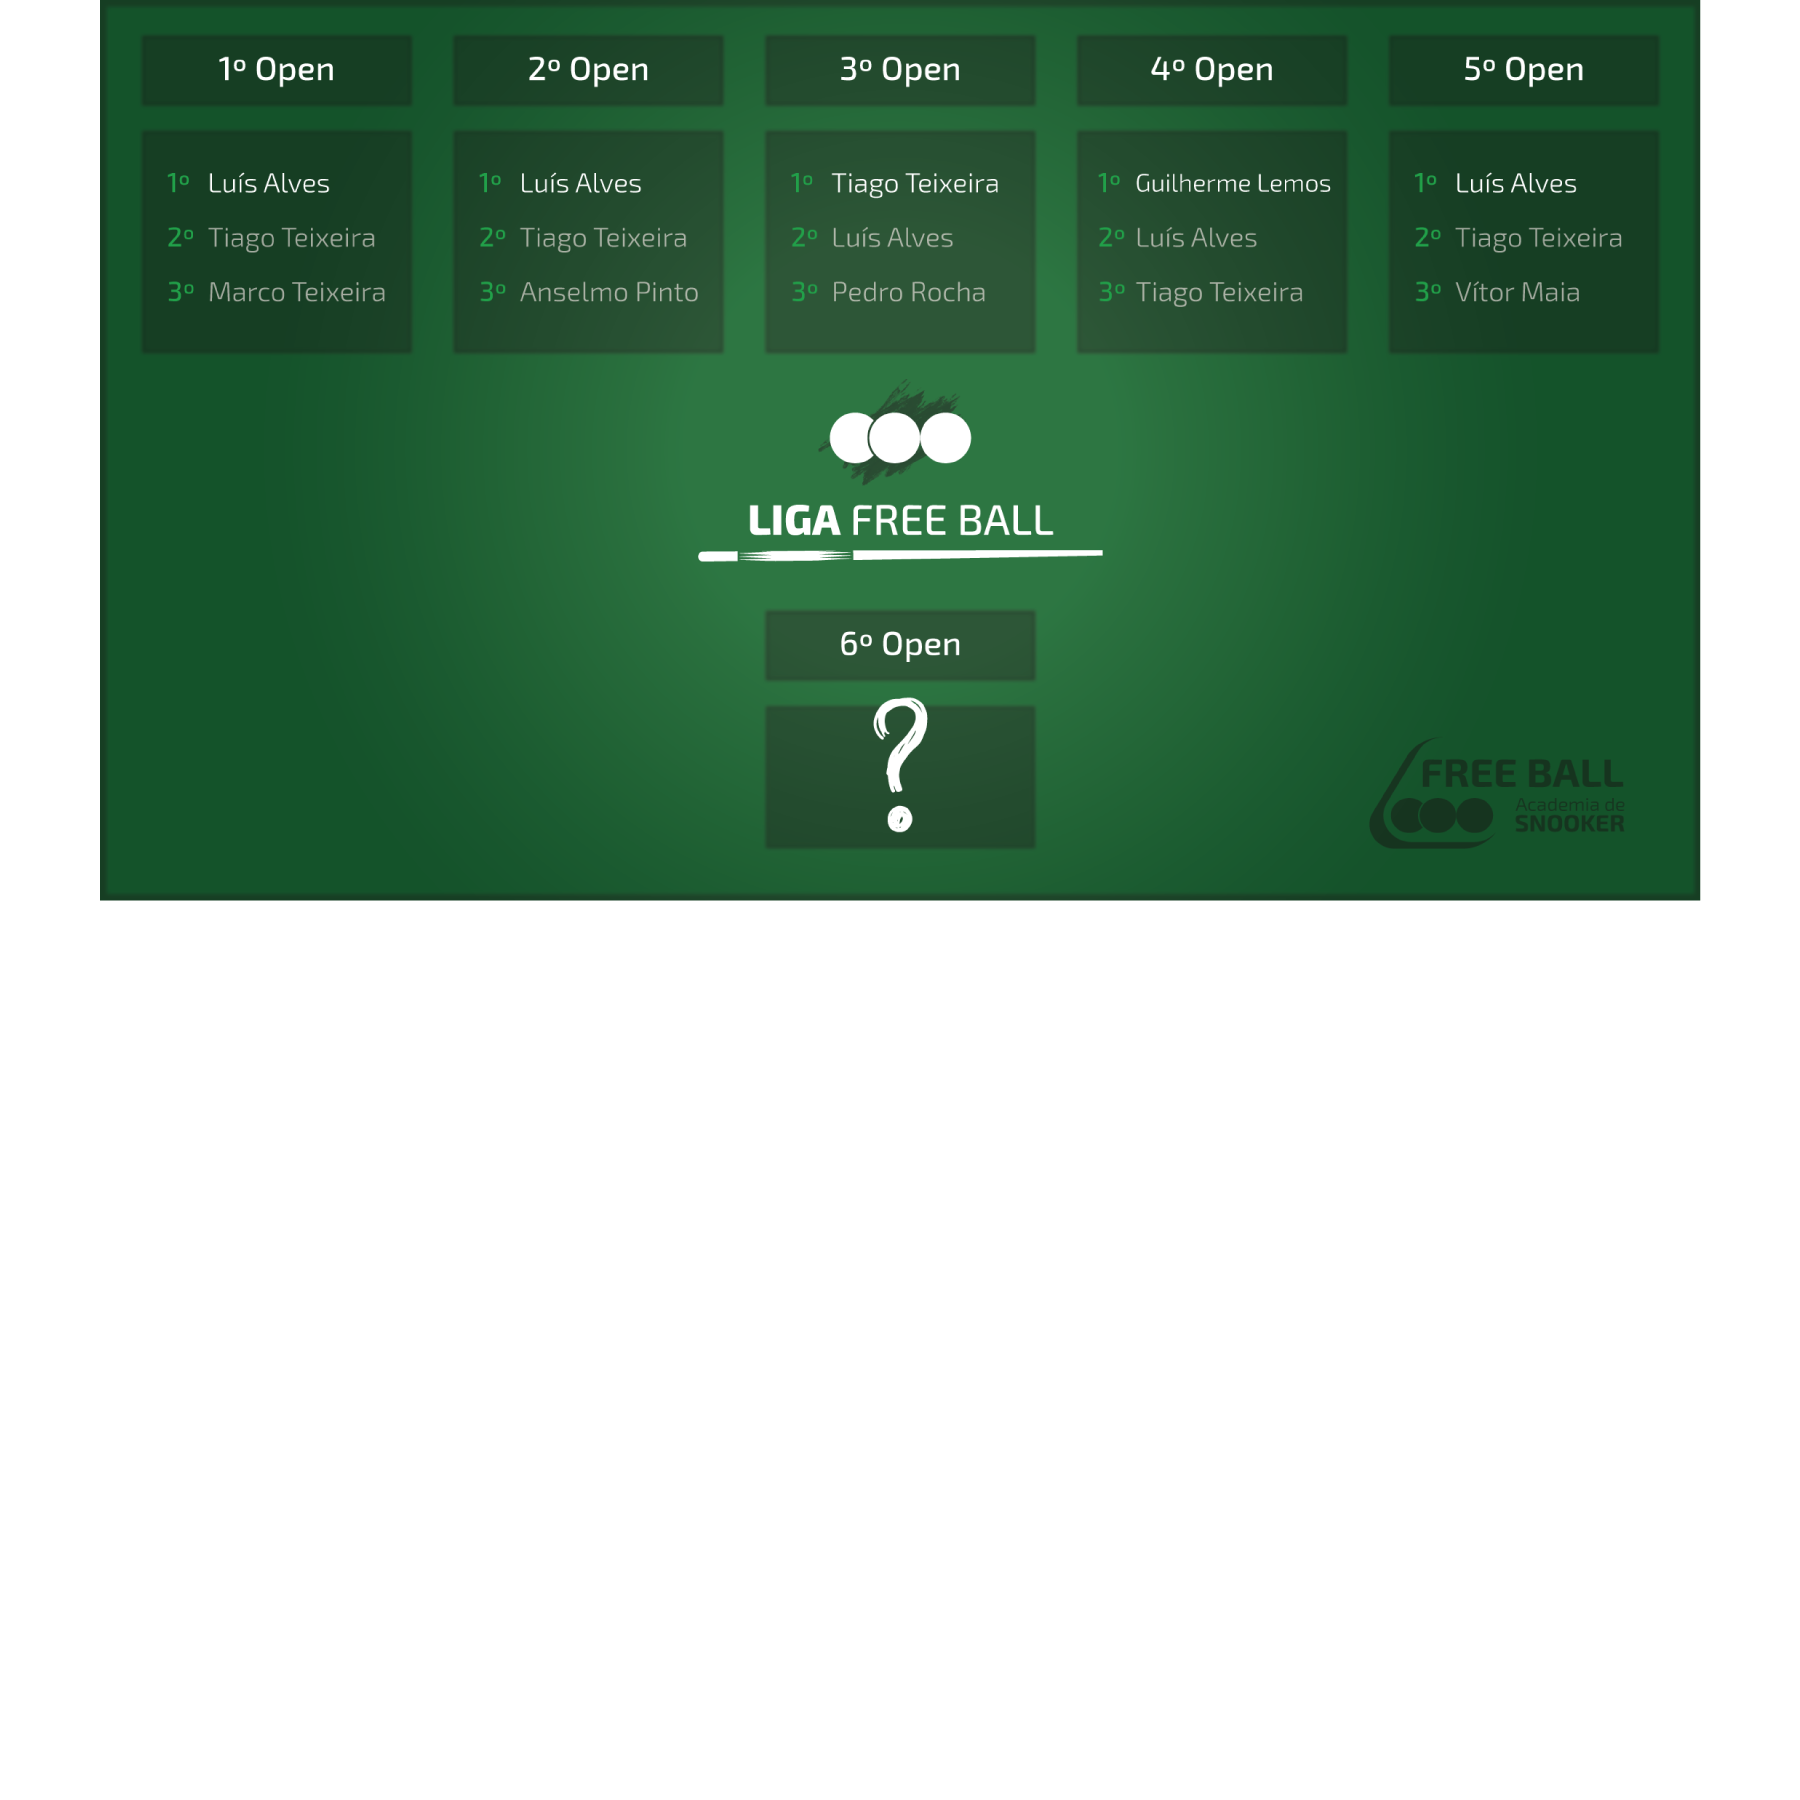 1º Open
1º Luís Alves
2º Tiago Teixeira
3º Marco Teixeira
2º Open
1º Luís Alves
2º Tiago Teixeira
3º Anselmo Pinto
3º Open
1º Tiago Teixeira
2º Luís Alves
3º Pedro Rocha
4º Open
1º Guilherme Lemos
2º Luís Alves
3º Tiago Teixeira
5º Open
1º Luís Alves
2º Tiago Teixeira
3º Vítor Maia
LIGA FREE BALL
6º Open
?
FREE BALL
Academia de
SNOOKER